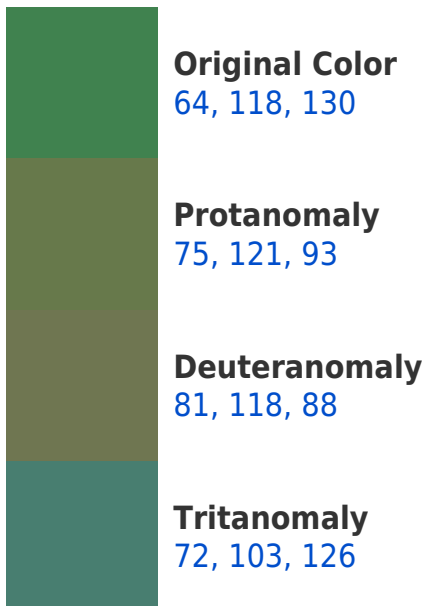 Original Color
64, 118, 130
Protanomaly
75, 121, 93
Deuteranomaly
81, 118, 88
Tritanomaly
72, 103, 126